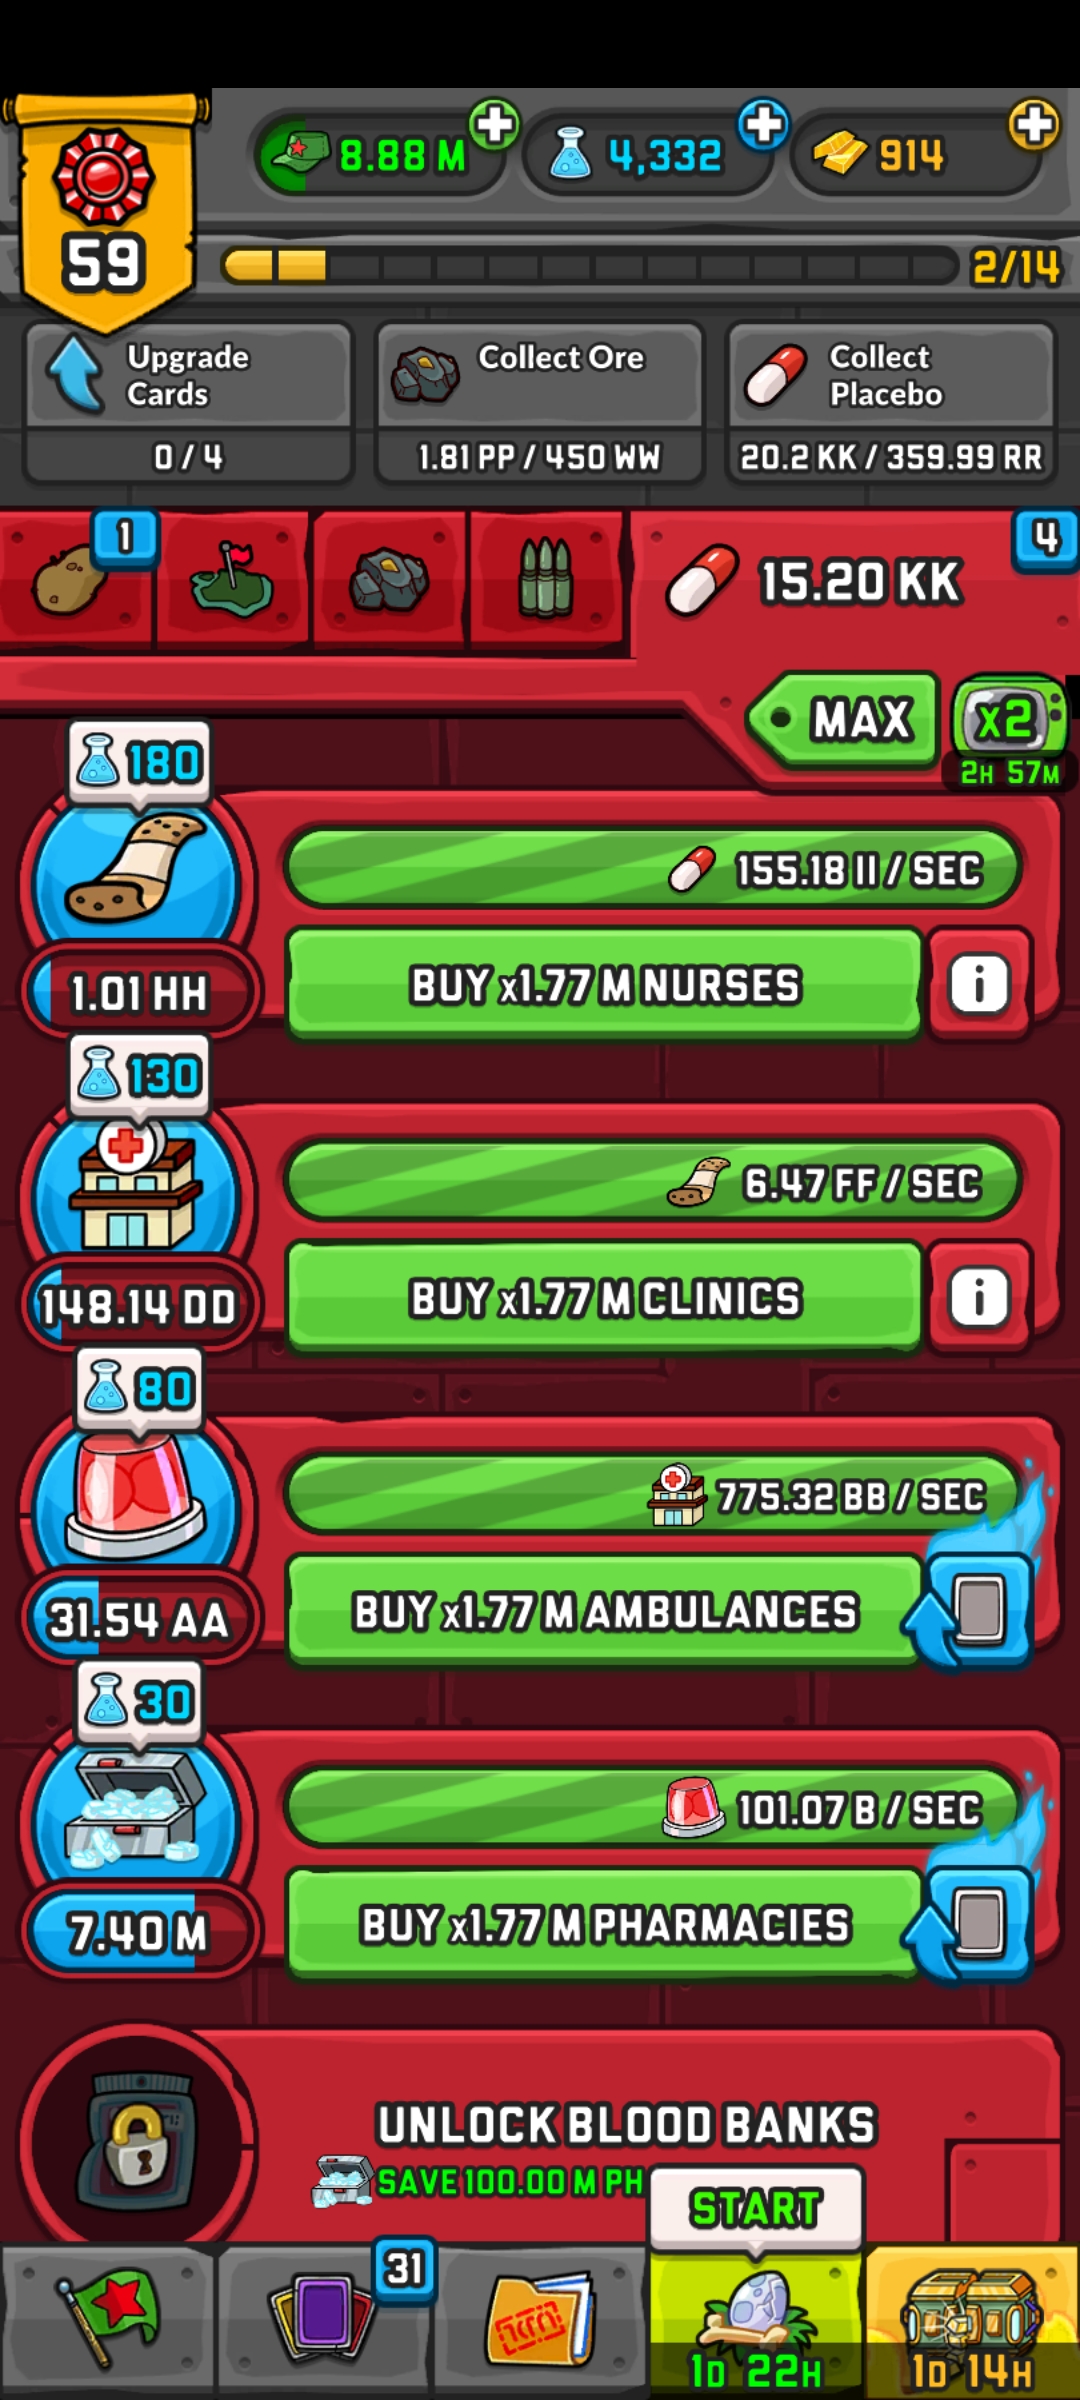 8.88 M
4,332
914
59
2/14
Upgrade
Cards
0 / 4
Collect Ore
1.81 PP / 450 WW
Collect
Placebo
20.2 KK / 359.99 RR
1
15.20 KK
4
MAX
x2
2H 57M
180
155.18 II / SEC
1.01 HH
BUY x1.77 M NURSES
i
130
6.47 FF / SEC
148.14 DD
BUY x1.77 M CLINICS
i
80
775.32 BB / SEC
31.54 AA
BUY x1.77 M AMBULANCES
30
101.07 B / SEC
7.40 M
BUY x1.77 M PHARMACIES
UNLOCK BLOOD BANKS
SAVE 100.00 M PH
START
31
1D 22H
1D 14H